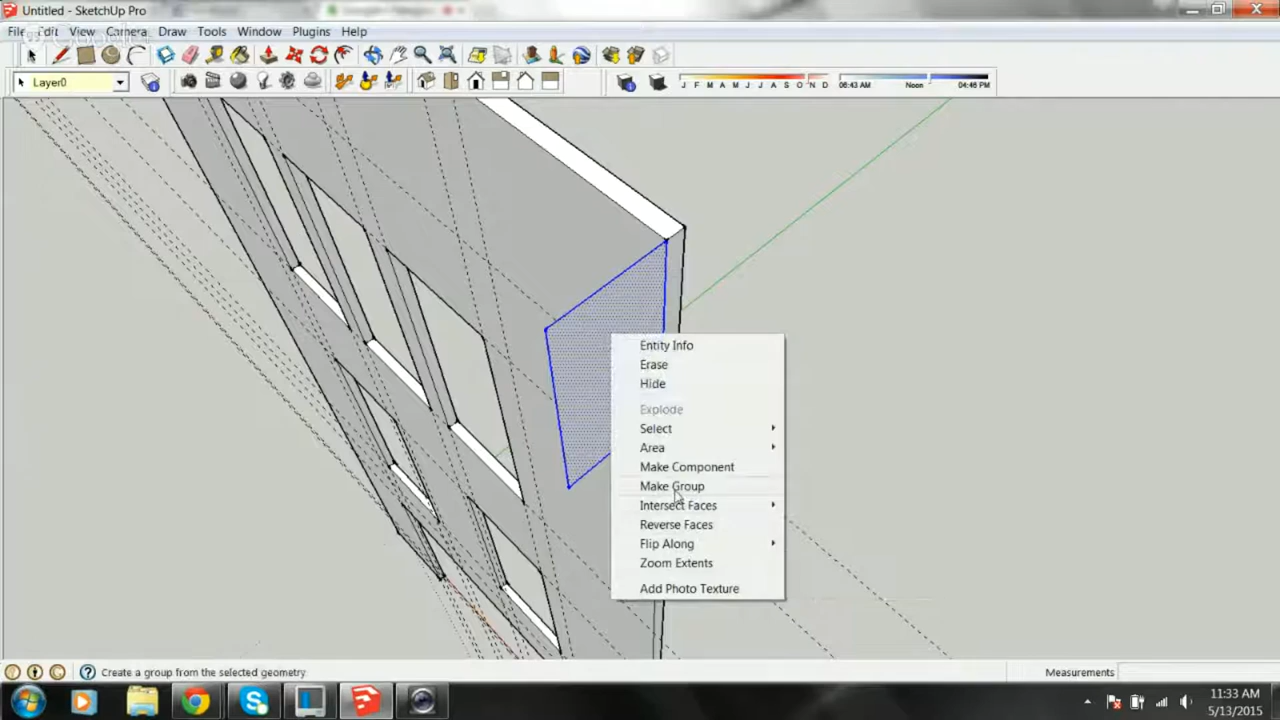 Untitled - SketchUp Pro
File Edit View Camera Draw Tools Window Plugins Help
Layer0
J F M A M J J A S O N D
06:43 AM Noon 04:46 PM
Entity Info
Erase
Hide
Explode
Select
Area
Make Component
Make Group
Intersect Faces
Reverse Faces
Flip Along
Zoom Extents
Add Photo Texture
Create a group from the selected geometry
Measurements
11:33 AM
5/13/2015